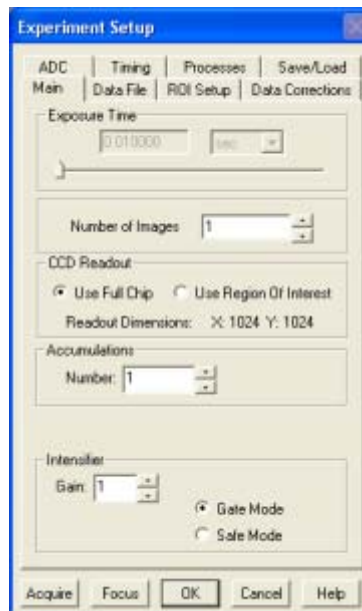 Experiment Setup
ADC Timing Processes Save/Load
Main Data File ROI Setup Data Corrections
Exposure Time
0.010000 sec
Number of Images 1
CCD Readout
Use Full Chip Use Region Of Interest
Readout Dimensions: X: 1024 Y: 1024
Accumulations
Number: 1
Intensifier
Gain: 1
Gate Mode
Safe Mode
Acquire Focus OK Cancel Help